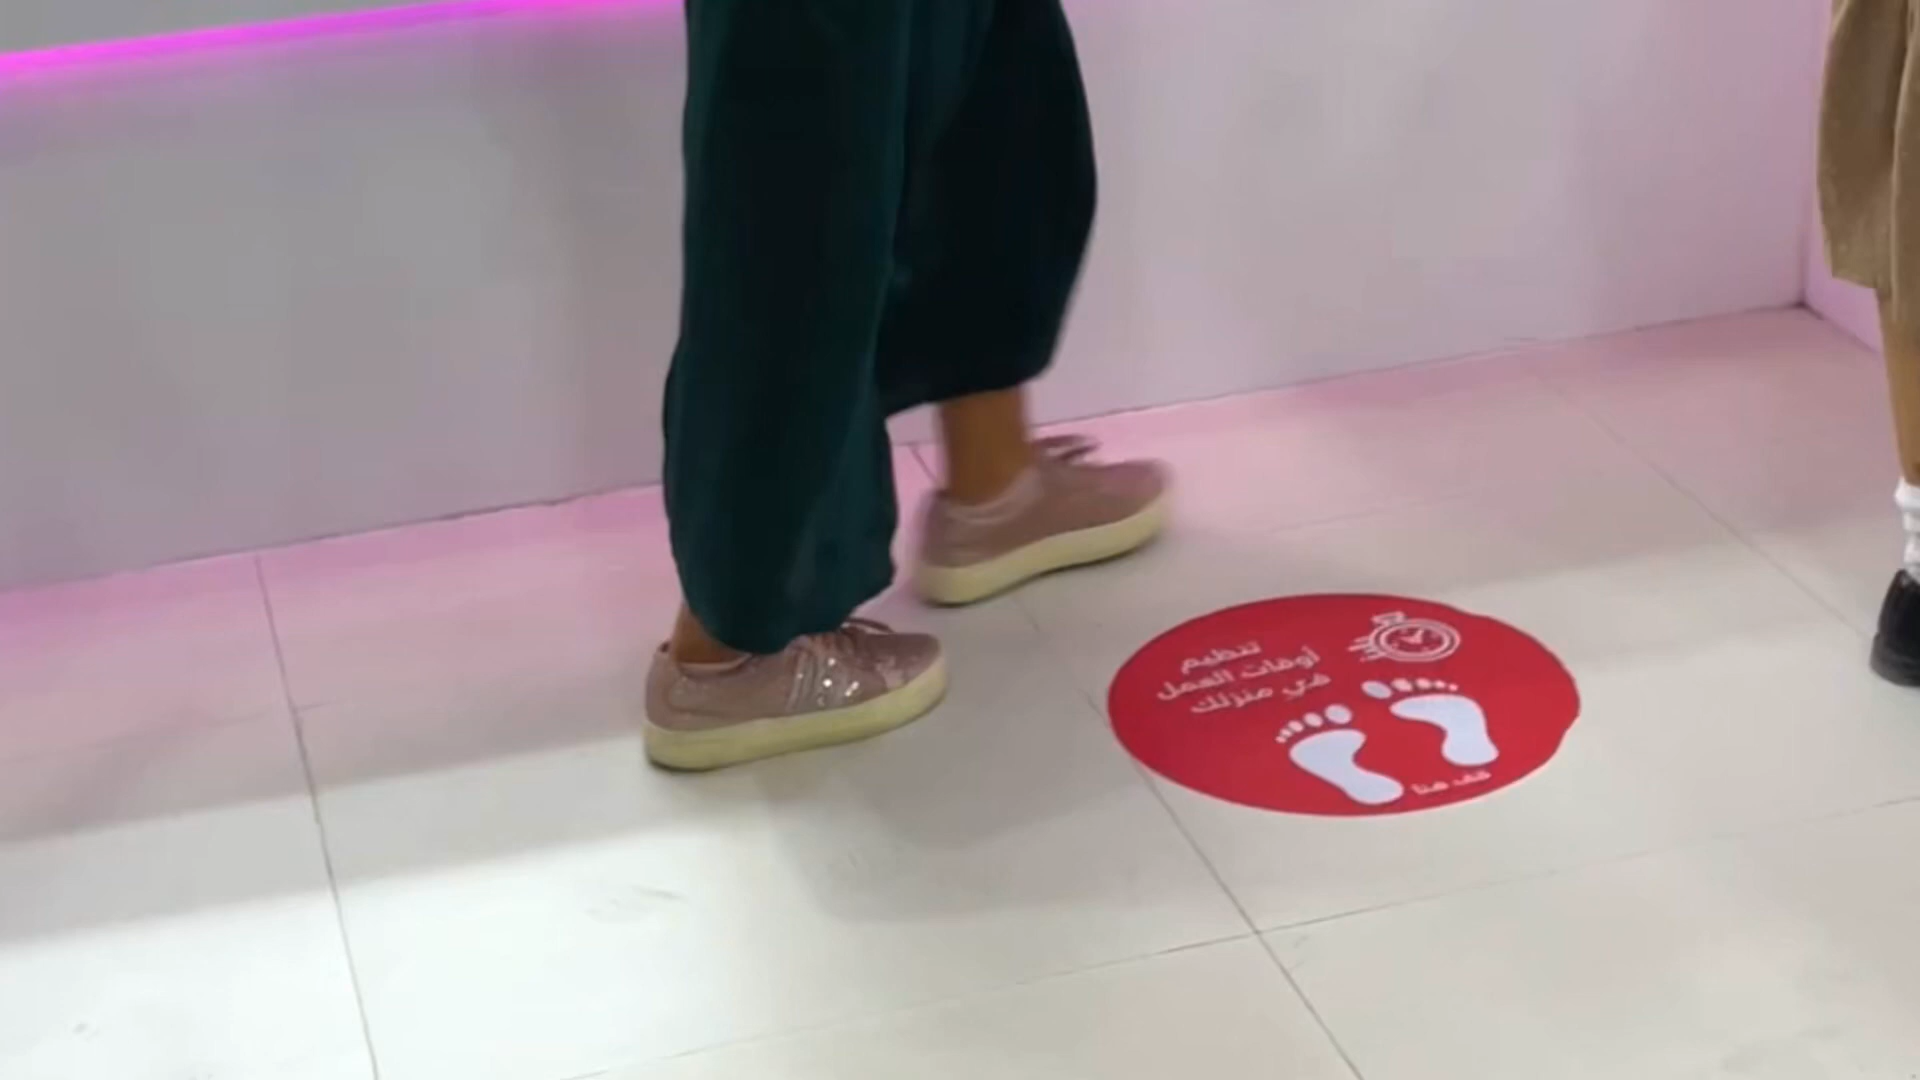 تنظيم
أوقات العمل
في منزلك
قف هنا